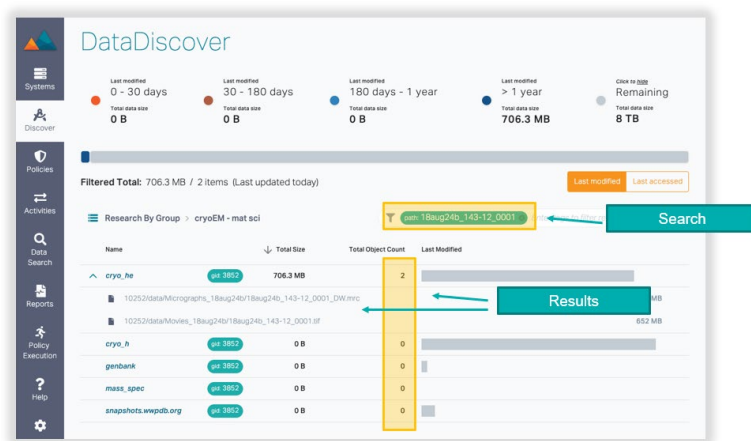 DataDiscover
Systems
Discover
Policies
Activities
Data
Search
Reports
Policy
Execution
Help
Last modified
0 - 30 days
Total data size
0 B
Last modified
30 - 180 days
Total data size
0 B
Last modified
180 days - 1 year
Total data size
0 B
Last modified
> 1 year
Total data size
706.3 MB
Click to hide
Remaining
Total data size
8 TB
Filtered Total: 706.3 MB / 2 items (Last updated today)
Last modified Last accessed
Research By Group > cryoEM - mat sci
path: 18aug24b_143-12_0001
Search
Name Total Size Total Object Count Last Modified
cryo_he gid: 3852 706.3 MB 2
10252/data/Micrographs_18aug24b/18aug24b_143-12_0001_DW.mrc MB
Results
10252/data/Movies_18aug24b/18aug24b_143-12_0001.tif 652 MB
cryo_h gid: 3852 0 B 0
genbank gid: 3852 0 B 0
mass_spec gid: 3852 0 B 0
snapshots.wwpdb.org gid: 3852 0 B 0